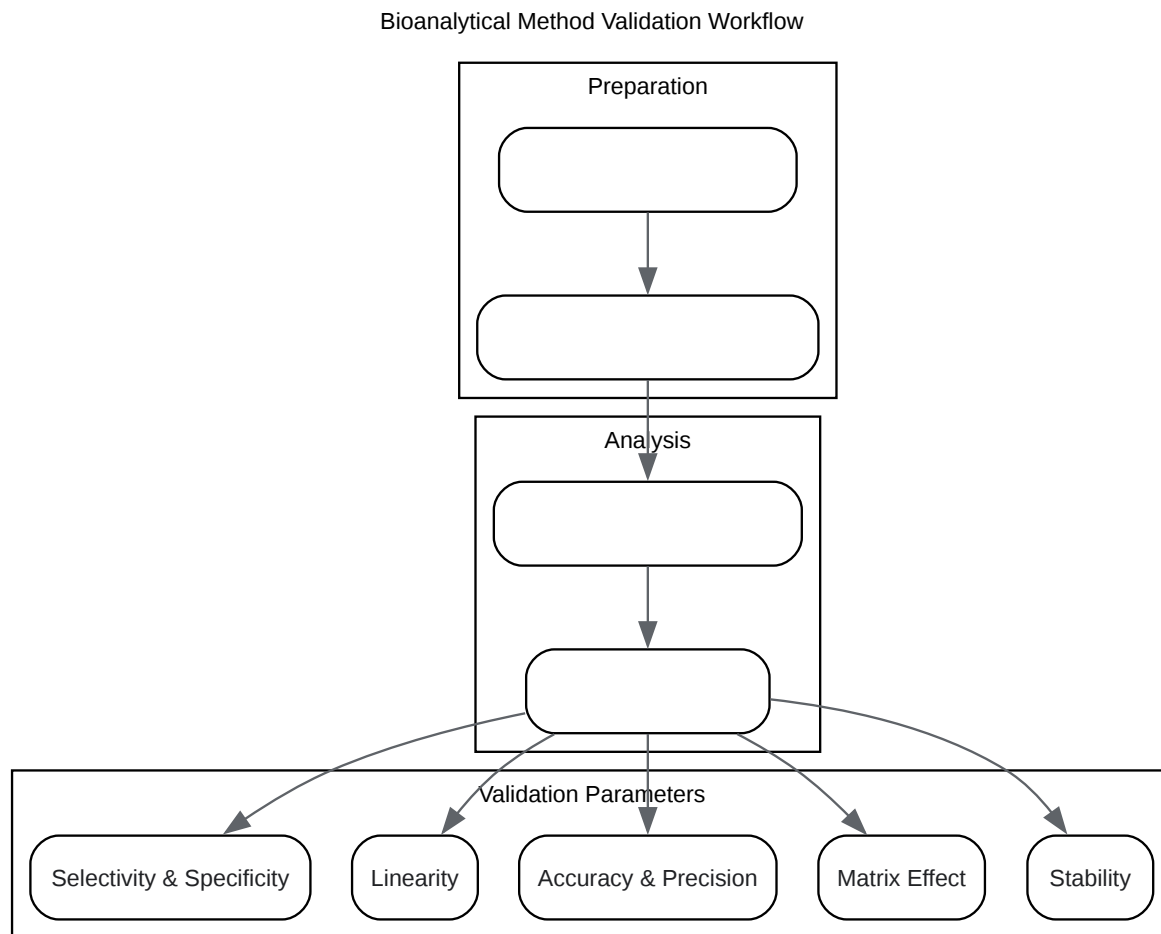 Bioanalytical Method Validation Workflow
Preparation
Analysis
Validation Parameters
Selectivity & Specificity
Linearity
Accuracy & Precision
Matrix Effect
Stability